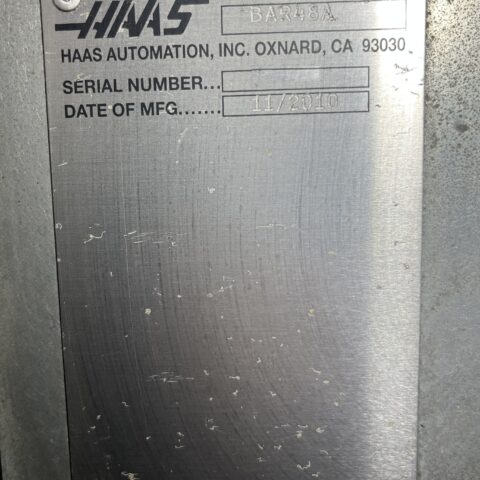 HAAS
BAR48A
HAAS AUTOMATION, INC. OXNARD, CA 93030
SERIAL NUMBER...
DATE OF MFG....... 11/2010